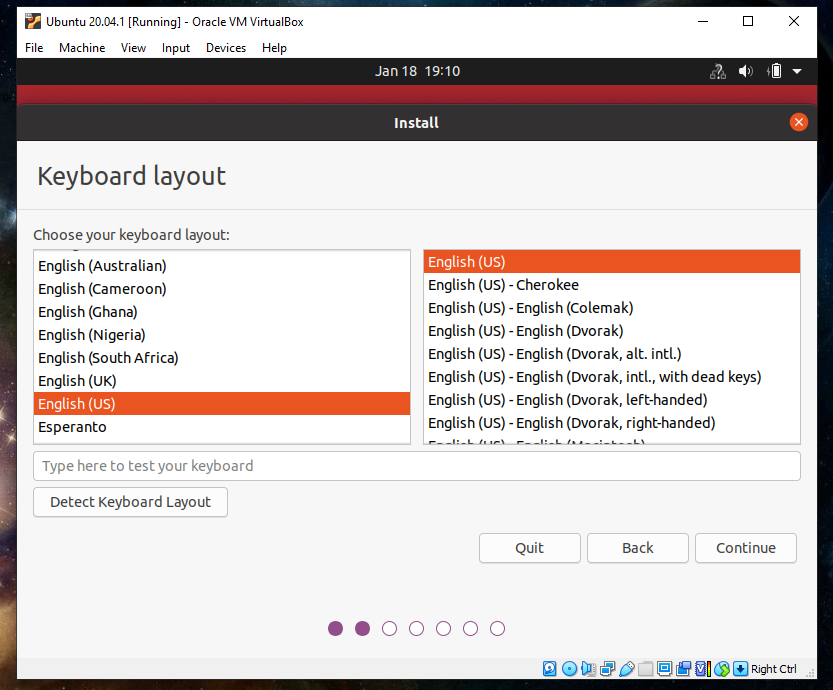 Ubuntu 20.04.1 [Running] - Oracle VM VirtualBox
File Machine View Input Devices Help
Jan 18 19:10
Install
Keyboard layout
Choose your keyboard layout:
English (Australian)
English (Cameroon)
English (Ghana)
English (Nigeria)
English (South Africa)
English (UK)
English (US)
Esperanto
English (US)
English (US) - Cherokee
English (US) - English (Colemak)
English (US) - English (Dvorak)
English (US) - English (Dvorak, alt. intl.)
English (US) - English (Dvorak, intl., with dead keys)
English (US) - English (Dvorak, left-handed)
English (US) - English (Dvorak, right-handed)
English (US) - English (Macintosh)
Type here to test your keyboard
Detect Keyboard Layout
Quit Back Continue
Right Ctrl